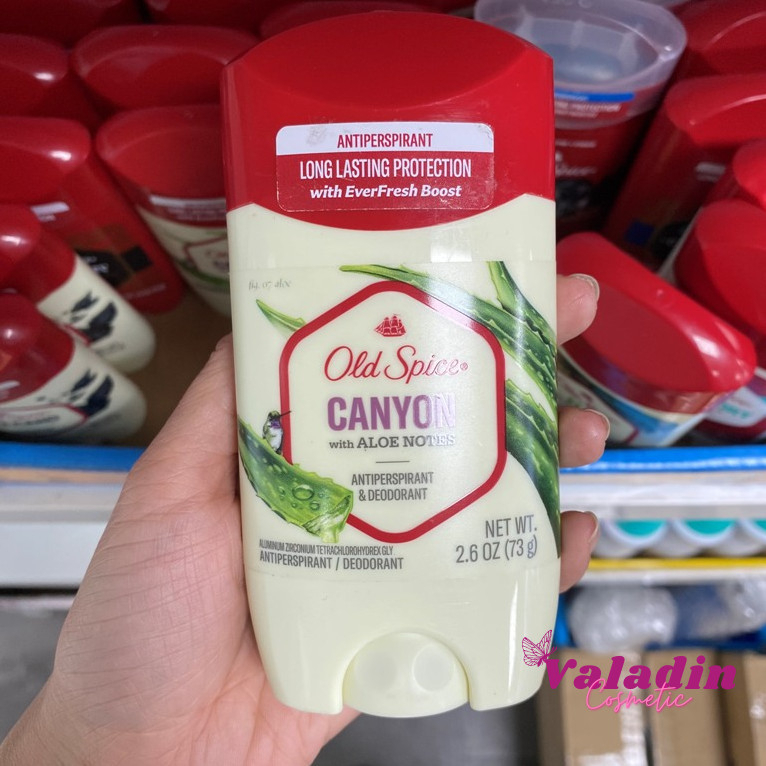 ANTIPERSPIRANT
LONG LASTING PROTECTION
with EverFresh Boost
Old Spice®
CANYON
with ALOE NOTES
ANTIPERSPIRANT
& DEODORANT
NET WT.
2.6 OZ (73 g)
ALUMINUM ZIRCONIUM TETRACHLOROHYDREX GLY
ANTIPERSPIRANT / DEODORANT
Valadin
Cosmetic